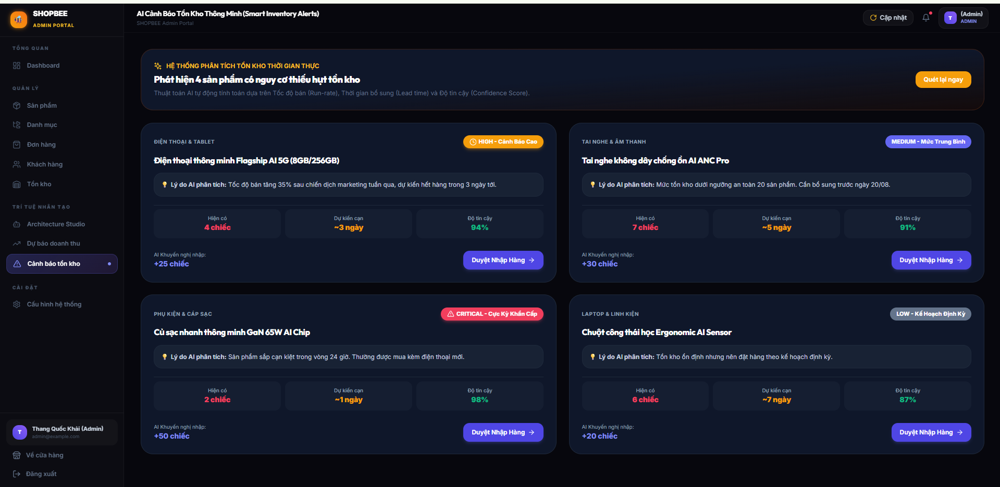 SHOPBEE
ADMIN PORTAL
TỔNG QUAN
Dashboard
QUẢN LÝ
Sản phẩm
Danh mục
Đơn hàng
Khách hàng
Tồn kho
TRÍ TUỆ NHÂN TẠO
Architecture Studio
Dự báo doanh thu
Cảnh báo tồn kho
CÀI ĐẶT
Cấu hình hệ thống
T
Thang Quốc Khải (Admin)
admin@example.com
Về cửa hàng
Đăng xuất
AI Cảnh Báo Tồn Kho Thông Minh (Smart Inventory Alerts)
SHOPBEE Admin Portal
Cập nhật
T
(Admin)
ADMIN
HỆ THỐNG PHÂN TÍCH TỒN KHO THỜI GIAN THỰC
Phát hiện 4 sản phẩm có nguy cơ thiếu hụt tồn kho
Thuật toán AI tự động tính toán dựa trên Tốc độ bán (Run-rate), Thời gian bổ sung (Lead time) và Độ tin cậy (Confidence Score).
Quét lại ngay
ĐIỆN THOẠI & TABLET
HIGH - Cảnh Báo Cao
Điện thoại thông minh Flagship AI 5G (8GB/256GB)
Lý do AI phân tích: Tốc độ bán tăng 35% sau chiến dịch marketing tuần qua, dự kiến hết hàng trong 3 ngày tới.
Hiện có
4 chiếc
Dự kiến cạn
~3 ngày
Độ tin cậy
94%
AI Khuyến nghị nhập:
+25 chiếc
Duyệt Nhập Hàng →
TAI NGHE & ÂM THANH
MEDIUM - Mức Trung Bình
Tai nghe không dây chống ồn AI ANC Pro
Lý do AI phân tích: Mức tồn kho dưới ngưỡng an toàn 20 sản phẩm. Cần bổ sung trước ngày 20/08.
Hiện có
7 chiếc
Dự kiến cạn
~5 ngày
Độ tin cậy
91%
AI Khuyến nghị nhập:
+30 chiếc
Duyệt Nhập Hàng →
PHỤ KIỆN & CÁP SẠC
CRITICAL - Cực Kỳ Khẩn Cấp
Củ sạc nhanh thông minh GaN 65W AI Chip
Lý do AI phân tích: Sản phẩm sắp cạn kiệt trong vòng 24 giờ. Thường được mua kèm điện thoại mới.
Hiện có
2 chiếc
Dự kiến cạn
~1 ngày
Độ tin cậy
98%
AI Khuyến nghị nhập:
+50 chiếc
Duyệt Nhập Hàng →
LAPTOP & LINH KIỆN
LOW - Kế Hoạch Định Kỳ
Chuột công thái học Ergonomic AI Sensor
Lý do AI phân tích: Tồn kho ổn định nhưng nên đặt hàng theo kế hoạch định kỳ.
Hiện có
6 chiếc
Dự kiến cạn
~7 ngày
Độ tin cậy
87%
AI Khuyến nghị nhập:
+20 chiếc
Duyệt Nhập Hàng →